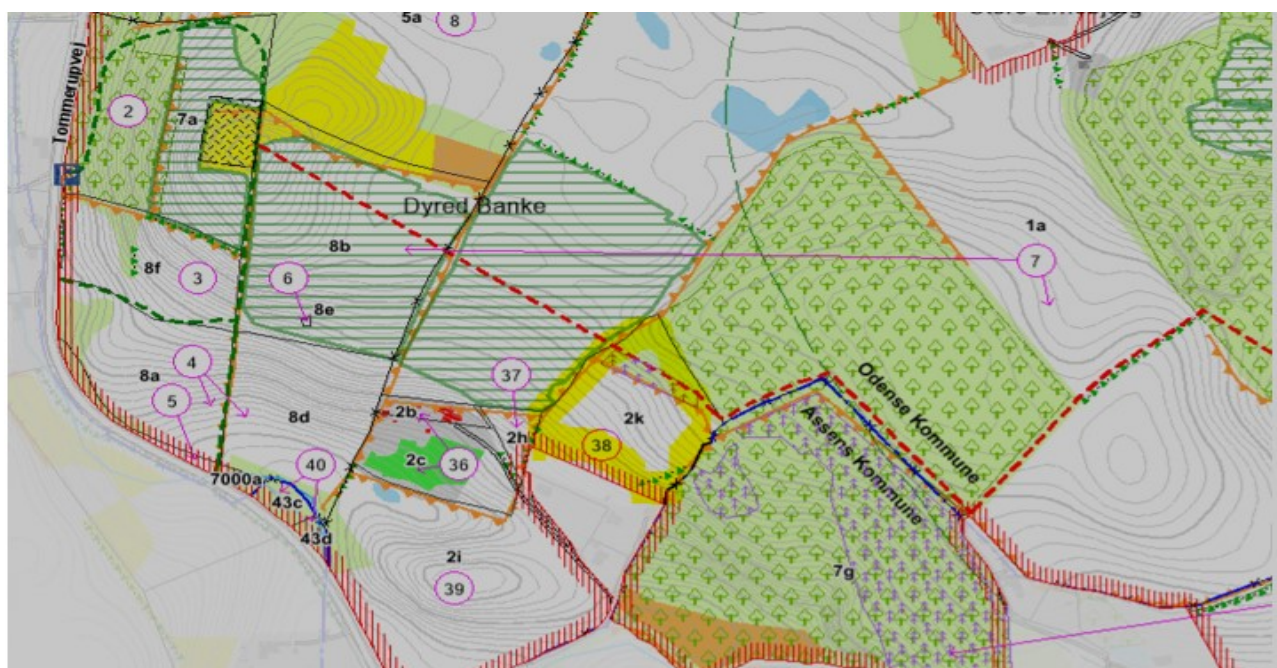 5a
8
Tommerupvej
2
7a
Dyred Banke
8b
1a
7
8f
3
6
8e
4
8a
5
8d
37
2b
2h
2k
38
2c
36
Odense Kommune
Assens Kommune
7000a
40
43c
43d
2i
39
7g